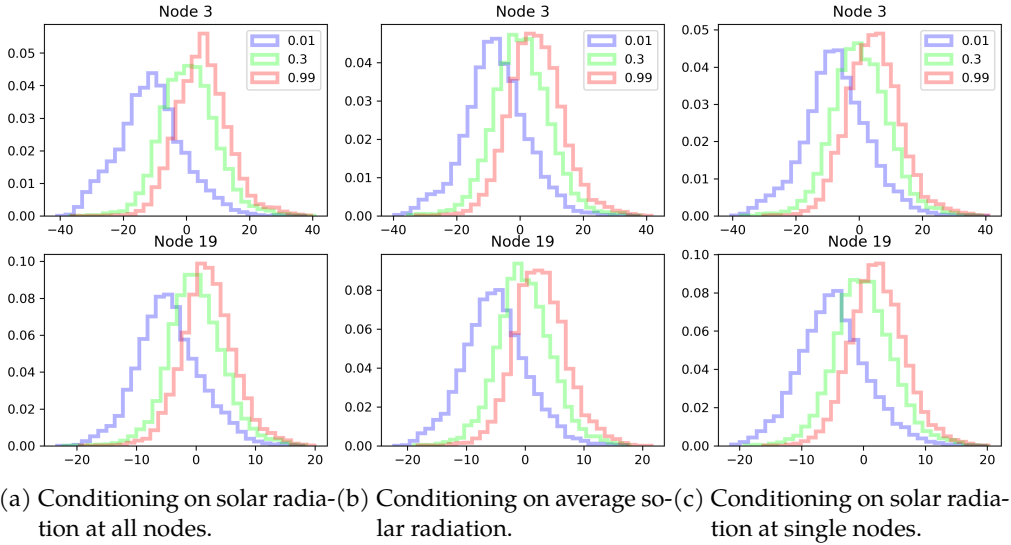 Node 3
0.05
0.04
0.03
0.02
0.01
0.00
−40 −20 0 20 40
0.01
0.3
0.99
Node 3
0.04
0.03
0.02
0.01
0.00
−40 −20 0 20 40
0.01
0.3
0.99
Node 3
0.05
0.04
0.03
0.02
0.01
0.00
−40 −20 0 20 40
0.01
0.3
0.99
Node 19
0.10
0.08
0.06
0.04
0.02
0.00
−20 −10 0 10 20
Node 19
0.08
0.06
0.04
0.02
0.00
−20 −10 0 10 20
Node 19
0.10
0.08
0.06
0.04
0.02
0.00
−20 −10 0 10 20
(a) Conditioning on solar radia-
tion at all nodes.
(b) Conditioning on average so-
lar radiation.
(c) Conditioning on solar radia-
tion at single nodes.